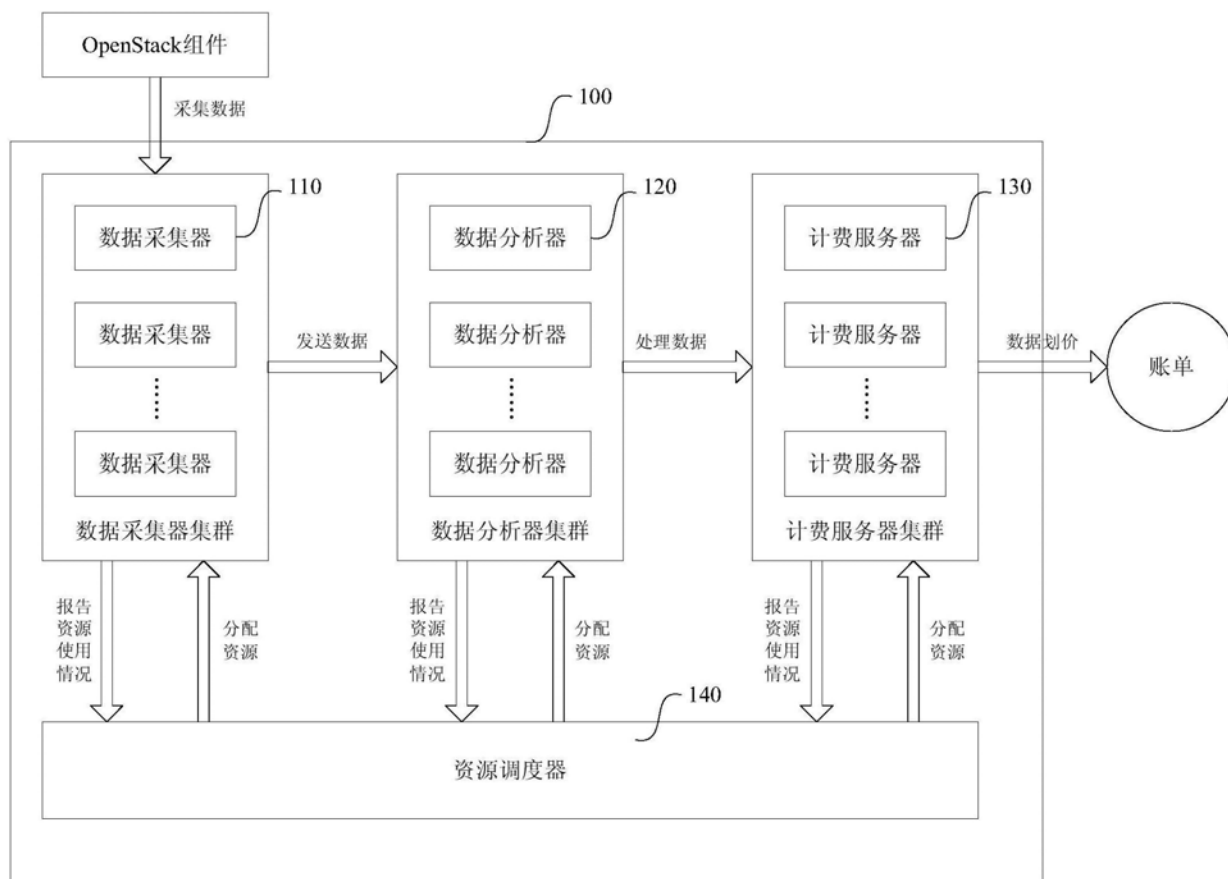 OpenStack组件
采集数据
100
110
120
130
数据采集器
数据分析器
计费服务器
数据采集器
数据分析器
计费服务器
发送数据
处理数据
数据划价
账单
数据采集器
数据分析器
计费服务器
数据采集器集群
数据分析器集群
计费服务器集群
报告
资源
使用
情况
分配
资源
报告
资源
使用
情况
分配
资源
报告
资源
使用
情况
分配
资源
140
资源调度器